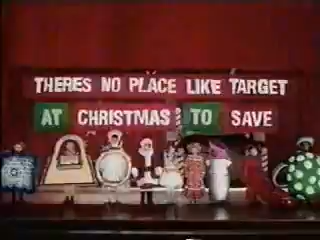 THERES NO PLACE LIKE TARGET
AT CHRISTMAS TO SAVE